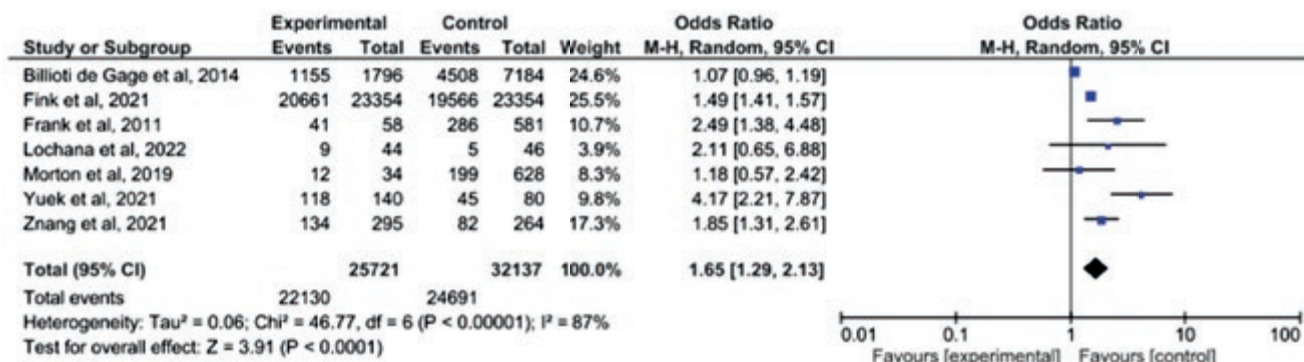 Experimental Control Odds Ratio Odds Ratio
Study or Subgroup Events Total Events Total Weight M-H, Random, 95% CI M-H, Random, 95% CI
Billioti de Gage et al, 2014 1155 1796 4508 7184 24.6% 1.07 [0.96, 1.19]
Fink et al, 2021 20661 23354 19566 23354 25.5% 1.49 [1.41, 1.57]
Frank et al, 2011 41 58 286 581 10.7% 2.49 [1.38, 4.48]
Lochana et al, 2022 9 44 5 46 3.9% 2.11 [0.65, 6.88]
Morton et al, 2019 12 34 199 628 8.3% 1.18 [0.57, 2.42]
Yuek et al, 2021 118 140 45 80 9.8% 4.17 [2.21, 7.87]
Znang et al, 2021 134 295 82 264 17.3% 1.85 [1.31, 2.61]
Total (95% CI) 25721 32137 100.0% 1.65 [1.29, 2.13]
Total events 22130 24691
Heterogeneity: Tau² = 0.06; Chi² = 46.77, df = 6 (P < 0.00001); I² = 87%
Test for overall effect: Z = 3.91 (P < 0.0001)
0.01 0.1 1 10 100
Favours [experimental] Favours [control]